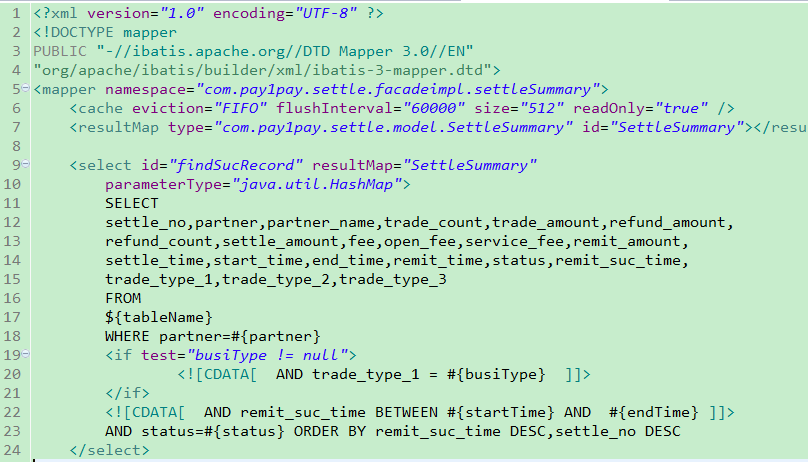 1 <?xml version="1.0" encoding="UTF-8" ?>
2 <!DOCTYPE mapper
3 PUBLIC "-//ibatis.apache.org//DTD Mapper 3.0//EN"
4 "org/apache/ibatis/builder/xml/ibatis-3-mapper.dtd">
5 <mapper namespace="com.pay1pay.settle.facadeimpl.settleSummary">
6 <cache eviction="FIFO" flushInterval="60000" size="512" readOnly="true" />
7 <resultMap type="com.pay1pay.settle.model.SettleSummary" id="SettleSummary"></resu
8
9 <select id="findSucRecord" resultMap="SettleSummary"
10 parameterType="java.util.HashMap">
11 SELECT
12 settle_no,partner,partner_name,trade_count,trade_amount,refund_amount,
13 refund_count,settle_amount,fee,open_fee,service_fee,remit_amount,
14 settle_time,start_time,end_time,remit_time,status,remit_suc_time,
15 trade_type_1,trade_type_2,trade_type_3
16 FROM
17 ${tableName}
18 WHERE partner=#{partner}
19 <if test="busiType != null">
20 <![CDATA[ AND trade_type_1 = #{busiType} ]]>
21 </if>
22 <![CDATA[ AND remit_suc_time BETWEEN #{startTime} AND #{endTime} ]]>
23 AND status=#{status} ORDER BY remit_suc_time DESC,settle_no DESC
24 </select>